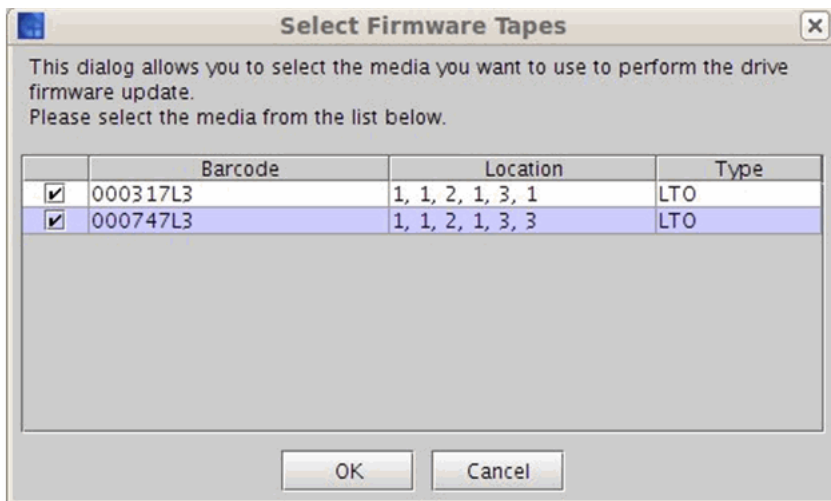 Select Firmware Tapes
This dialog allows you to select the media you want to use to perform the drive
firmware update.
Please select the media from the list below.
Barcode Location Type
000317L3 1, 1, 2, 1, 3, 1 LTO
000747L3 1, 1, 2, 1, 3, 3 LTO
OK Cancel